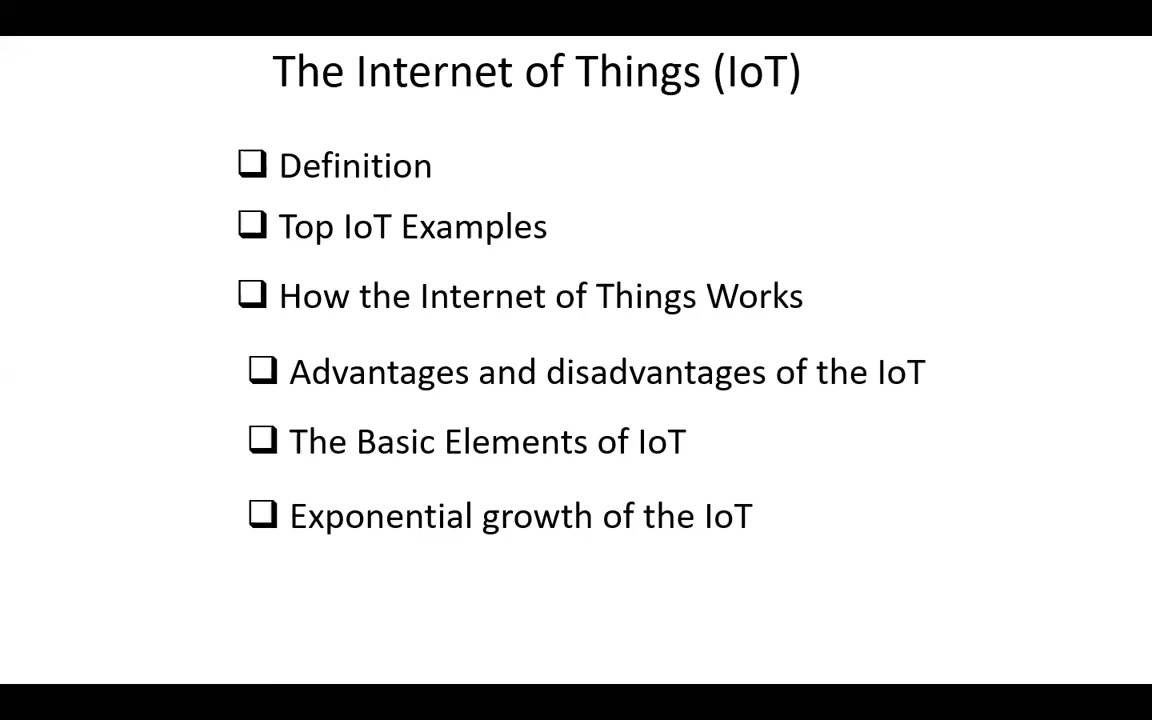 The Internet of Things (IoT)
❑ Definition
❑ Top IoT Examples
❑ How the Internet of Things Works
❑ Advantages and disadvantages of the IoT
❑ The Basic Elements of IoT
❑ Exponential growth of the IoT